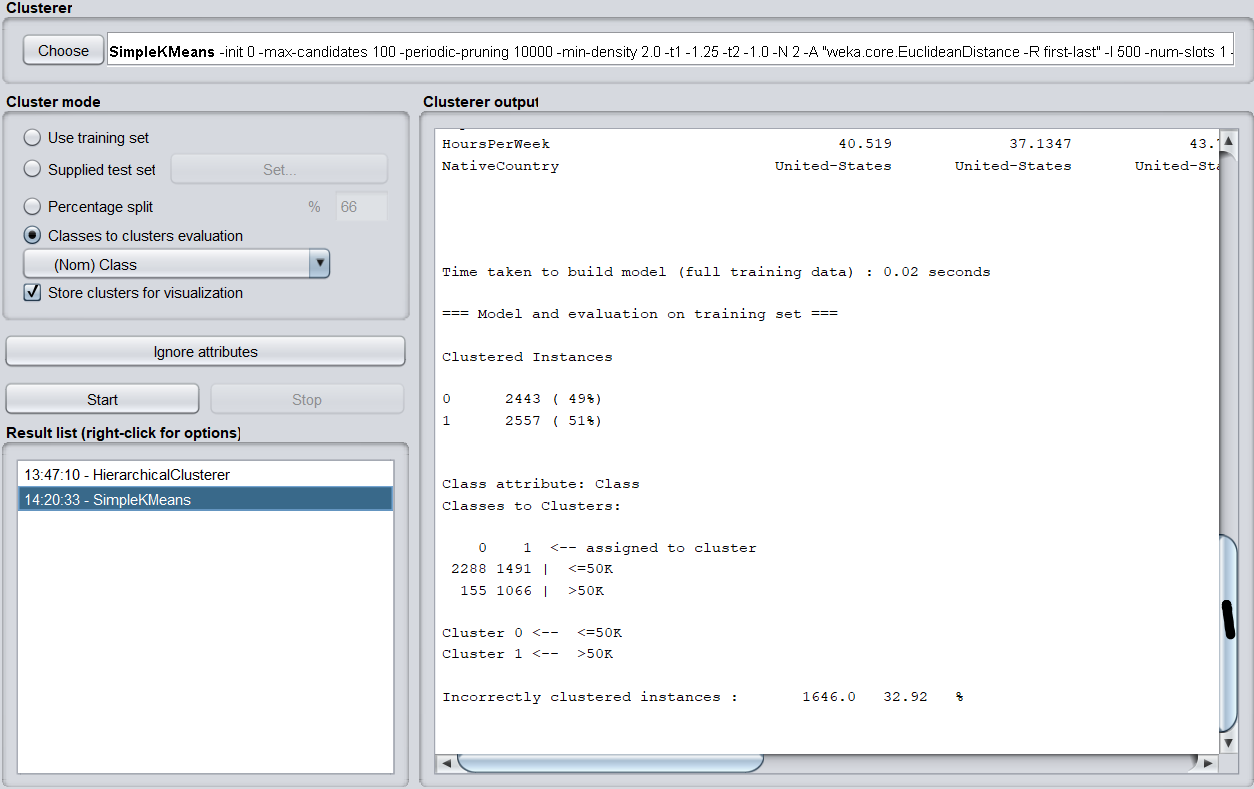 Clusterer
Choose SimpleKMeans -init 0 -max-candidates 100 -periodic-pruning 10000 -min-density 2.0 -t1 -1.25 -t2 -1.0 -N 2 -A "weka.core.EuclideanDistance -R first-last" -I 500 -num-slots 1 -
Cluster mode
Use training set
Supplied test set Set...
Percentage split % 66
Classes to clusters evaluation
(Nom) Class
Store clusters for visualization
Ignore attributes
Start Stop
Result list (right-click for options)
13:47:10 - HierarchicalClusterer
14:20:33 - SimpleKMeans
Clusterer output
HoursPerWeek 40.519 37.1347 43.
NativeCountry United-States United-States United-Sta
Time taken to build model (full training data) : 0.02 seconds
=== Model and evaluation on training set ===
Clustered Instances
0 2443 ( 49%)
1 2557 ( 51%)
Class attribute: Class
Classes to Clusters:
0 1 <-- assigned to cluster
2288 1491 | <=50K
155 1066 | >50K
Cluster 0 <-- <=50K
Cluster 1 <-- >50K
Incorrectly clustered instances : 1646.0 32.92 %